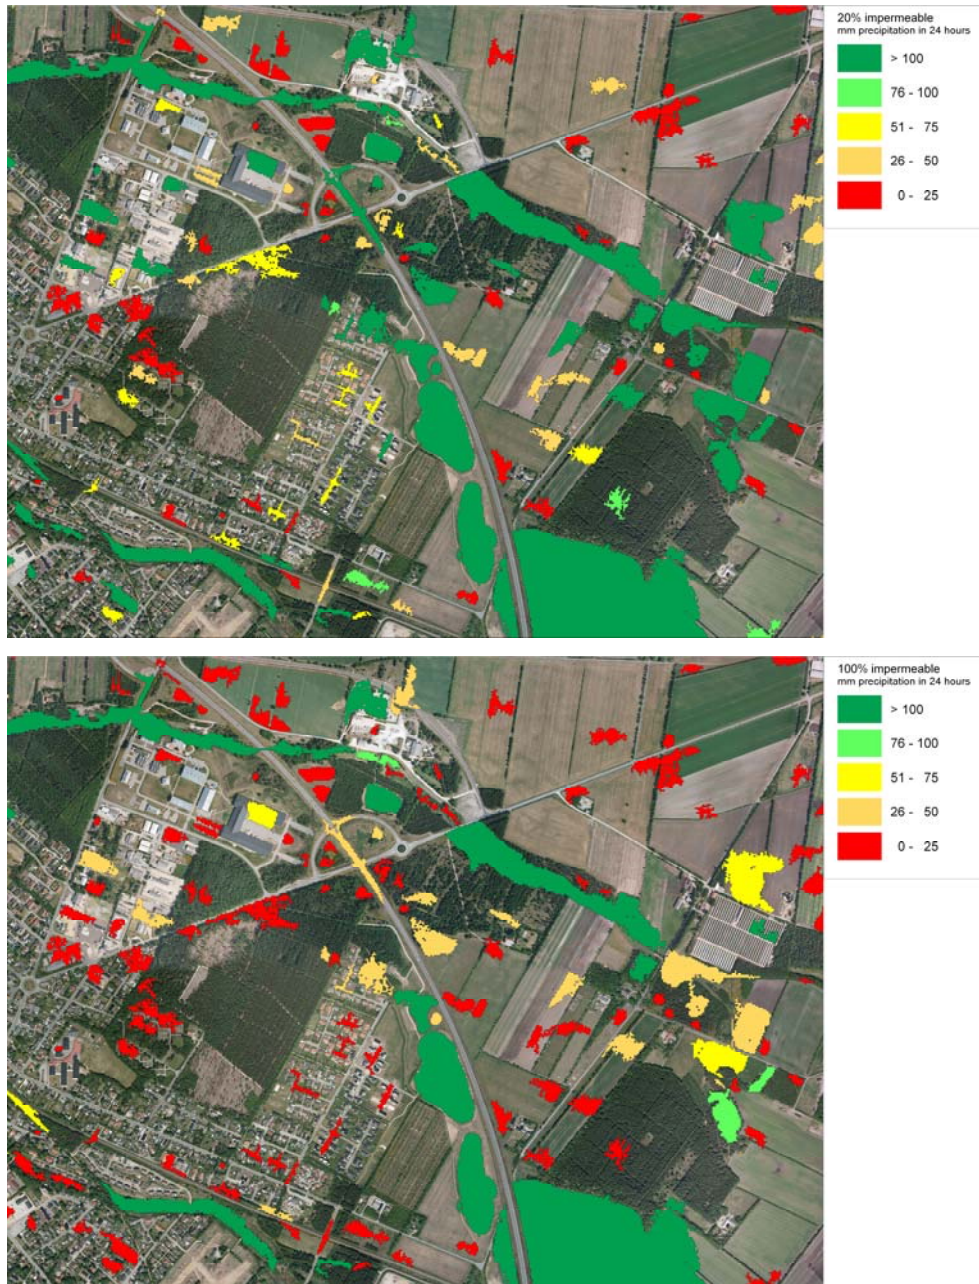 20% impermeable
mm precipitation in 24 hours
> 100
76 - 100
51 - 75
26 - 50
0 - 25
100% impermeable
mm precipitation in 24 hours
> 100
76 - 100
51 - 75
26 - 50
0 - 25